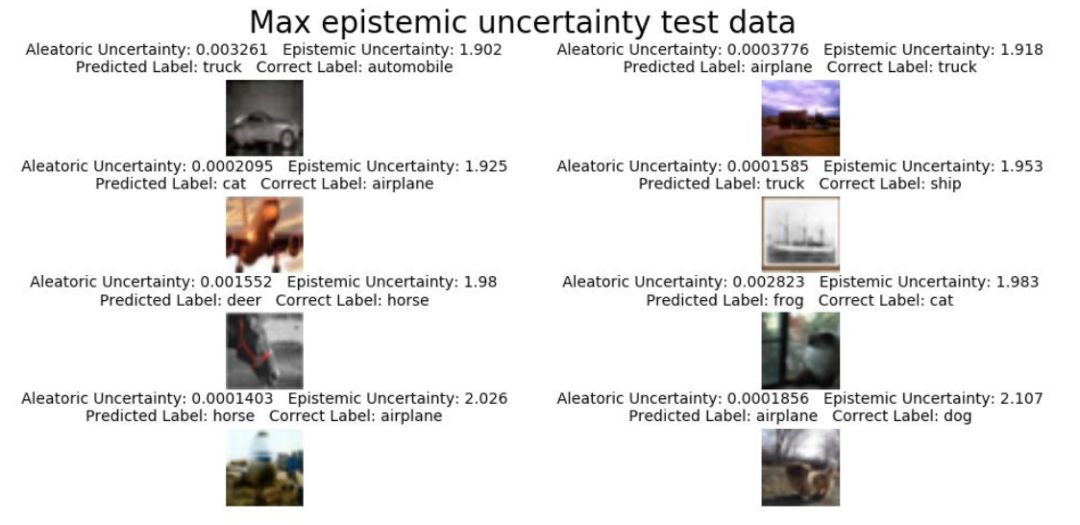 Max epistemic uncertainty test data
Aleatoric Uncertainty: 0.003261 Epistemic Uncertainty: 1.902
Predicted Label: truck Correct Label: automobile
Aleatoric Uncertainty: 0.0003776 Epistemic Uncertainty: 1.918
Predicted Label: airplane Correct Label: truck
Aleatoric Uncertainty: 0.0002095 Epistemic Uncertainty: 1.925
Predicted Label: cat Correct Label: airplane
Aleatoric Uncertainty: 0.0001585 Epistemic Uncertainty: 1.953
Predicted Label: truck Correct Label: ship
Aleatoric Uncertainty: 0.001552 Epistemic Uncertainty: 1.98
Predicted Label: deer Correct Label: horse
Aleatoric Uncertainty: 0.002823 Epistemic Uncertainty: 1.983
Predicted Label: frog Correct Label: cat
Aleatoric Uncertainty: 0.0001403 Epistemic Uncertainty: 2.026
Predicted Label: horse Correct Label: airplane
Aleatoric Uncertainty: 0.0001856 Epistemic Uncertainty: 2.107
Predicted Label: airplane Correct Label: dog